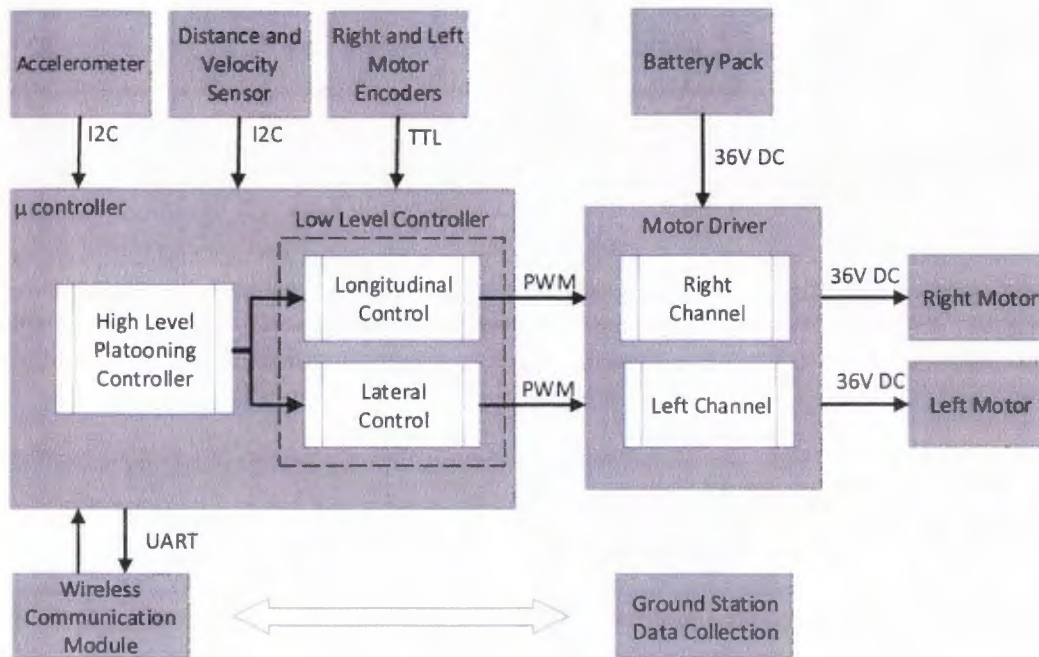 Accelerometer
Distance and
Velocity
Sensor
Right and Left
Motor
Encoders
Battery Pack
I2C
I2C
TTL
36V DC
µ controller
Low Level Controller
Motor Driver
High Level
Platooning
Controller
Longitudinal
Control
PWM
Right
Channel
36V DC
Right Motor
Lateral
Control
PWM
Left Channel
36V DC
Left Motor
UART
Wireless
Communication
Module
Ground Station
Data Collection